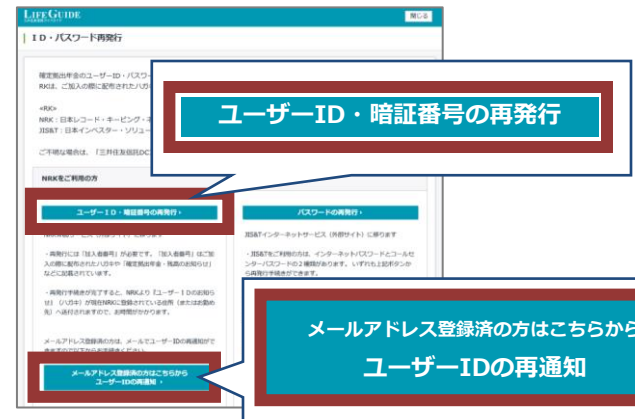 LIFE GUIDE
閉じる
ID・パスワード再発行
確定拠出年金のユーザーID・パスワー
RKは、ご加入の際に配布されたハガ
<RK>
NRK：日本レコード・キーピング・ネ
JIS&T：日本インベスター・ソリュー
ご不明な場合は、「三井住友信託DC
NRKをご利用の方
ユーザーID・暗証番号の再発行
ユーザーID・暗証番号の再発行 ›
・再発行には「加入者番号」が必要です。「加入者番号」はご加
入の際に配布されたハガキや「確定拠出年金・残高のお知らせ」
などに記載されています。
・再発行手続きが完了すると、NRKより『ユーザーIDのお知ら
せ』（ハガキ）が現在NRKに登録されている住所（またはお勤め
先）へ送付されますので、お時間がかかります。
メールアドレス登録済の方は、メールでユーザーIDの再通知がで
メールアドレス登録済の方はこちらから
ユーザーIDの再通知 ›
パスワードの再発行 ›
JIS&Tインターネットサービス（外部サイト）に移ります
・JIS&Tをご利用の方は、インターネットパスワードとコールセ
ンターパスワードの2種類があります。いずれも上記ボタンか
ら再発行手続きができます。
メールアドレス登録済の方はこちらから
ユーザーIDの再通知